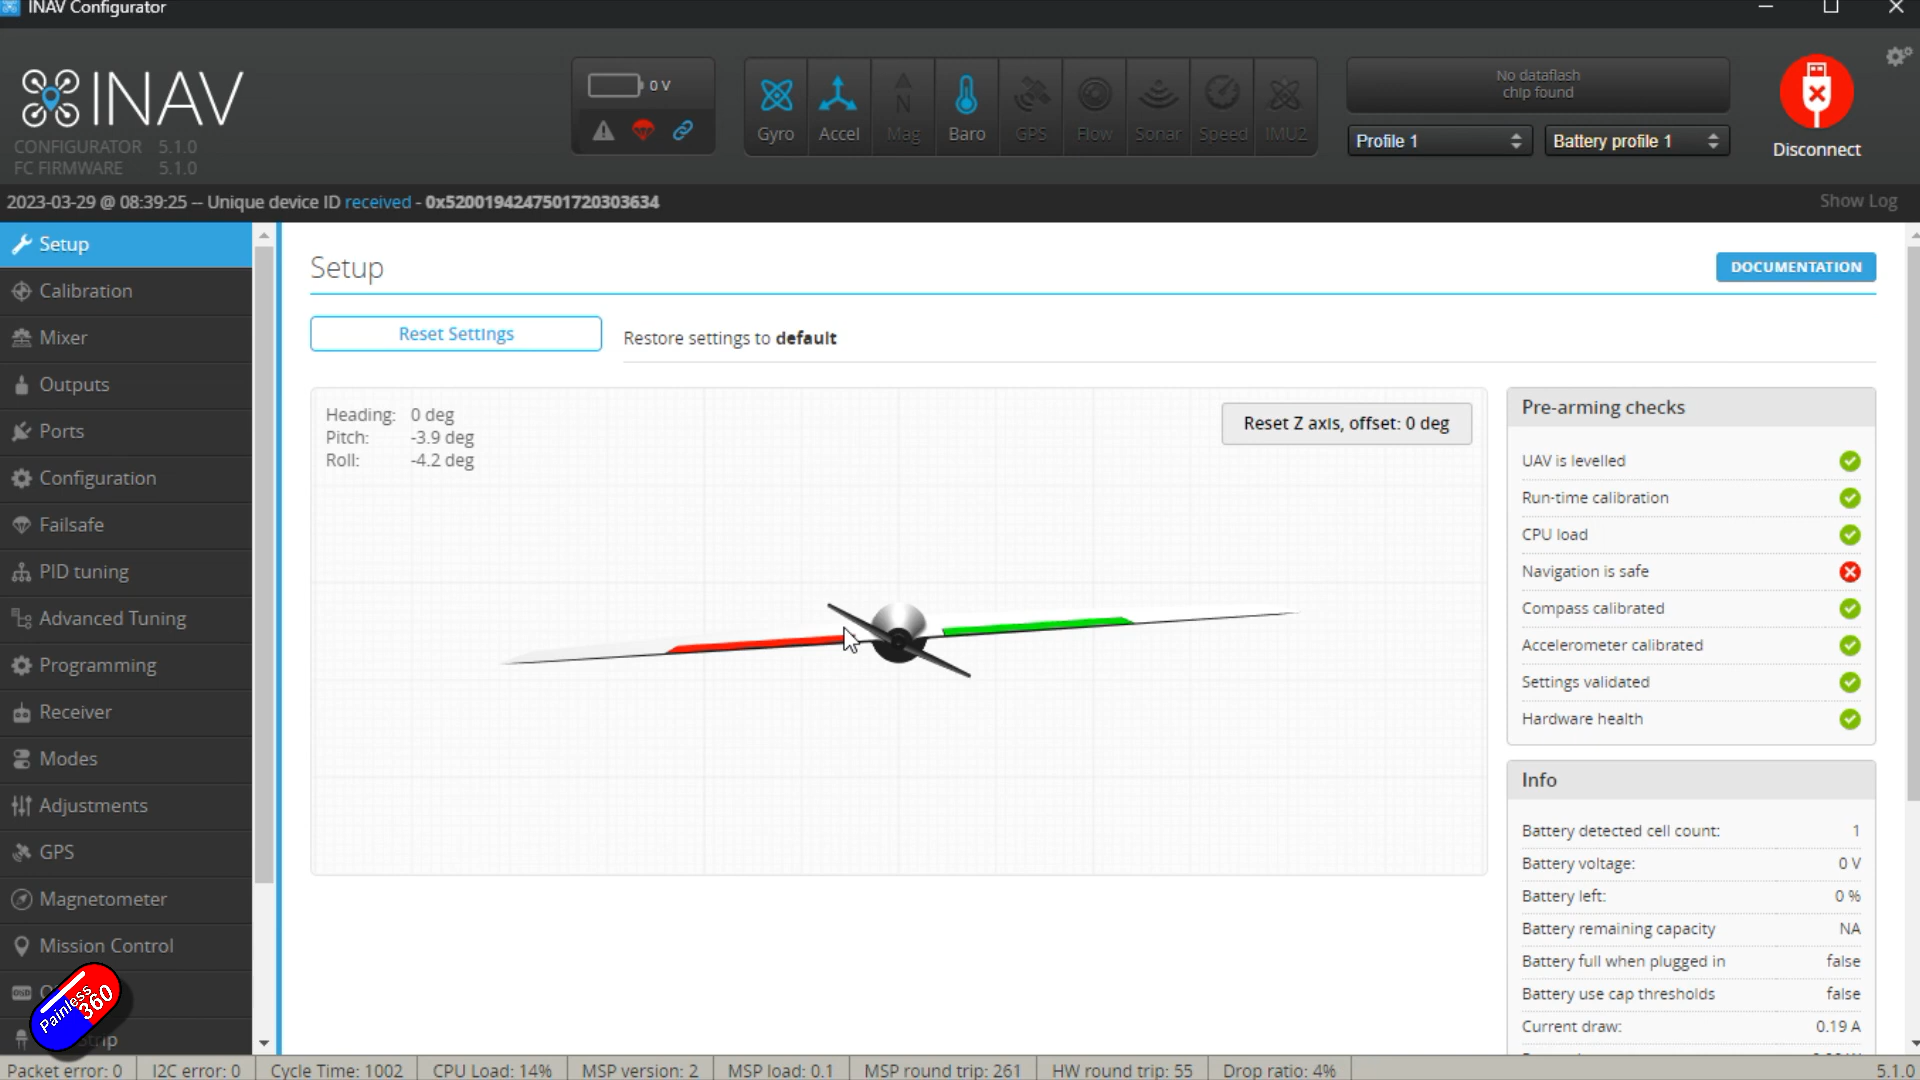 INAV Configurator
INAV
CONFIGURATOR 5.1.0
FC FIRMWARE 5.1.0
0 V
Gyro
Accel
Mag
Baro
GPS
Flow
Sonar
Speed
IMU2
No dataflash
chip found
Profile 1
Battery profile 1
Disconnect
2023-03-29 @ 08:39:25 -- Unique device ID received - 0x5200194247501720303634
Show Log
Setup
Calibration
Mixer
Outputs
Ports
Configuration
Failsafe
PID tuning
Advanced Tuning
Programming
Receiver
Modes
Adjustments
GPS
Magnetometer
Mission Control
Painless
360
Setup
DOCUMENTATION
Reset Settings
Restore settings to default
Heading: 0 deg
Pitch: -3.9 deg
Roll: -4.2 deg
Reset Z axis, offset: 0 deg
Pre-arming checks
UAV is levelled
Run-time calibration
CPU load
Navigation is safe
Compass calibrated
Accelerometer calibrated
Settings validated
Hardware health
Info
Battery detected cell count: 1
Battery voltage: 0 V
Battery left: 0 %
Battery remaining capacity NA
Battery full when plugged in false
Battery use cap thresholds false
Current draw: 0.19 A
Packet error: 0
I2C error: 0
Cycle Time: 1002
CPU Load: 14%
MSP version: 2
MSP load: 0.1
MSP round trip: 261
HW round trip: 55
Drop ratio: 4%
5.1.0